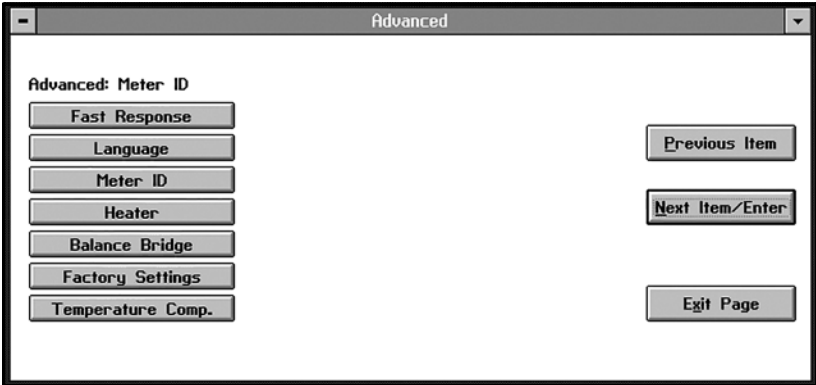 Advanced
Advanced: Meter ID
Fast Response
Language
Meter ID
Heater
Balance Bridge
Factory Settings
Temperature Comp.
Previous Item
Next Item/Enter
Exit Page